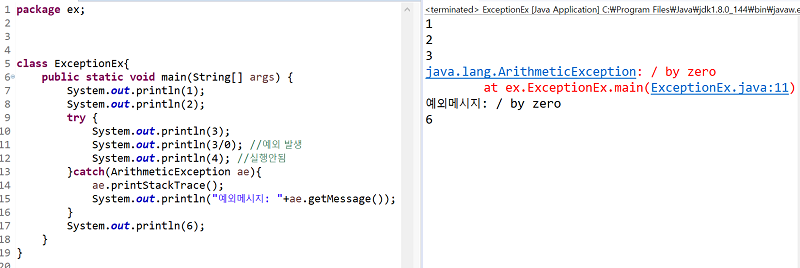 1 package ex;
2
3
4
5 class ExceptionEx{
6 public static void main(String[] args) {
7 System.out.println(1);
8 System.out.println(2);
9 try {
10 System.out.println(3);
11 System.out.println(3/0); //예외 발생
12 System.out.println(4); //실행안됨
13 }catch(ArithmeticException ae){
14 ae.printStackTrace();
15 System.out.println("예외메시지: "+ae.getMessage());
16 }
17 System.out.println(6);
18 }
19 }
20
<terminated> ExceptionEx [Java Application] C:₩Program Files₩Java₩jdk1.8.0_144₩bin₩javaw.e
1
2
3
java.lang.ArithmeticException: / by zero
at ex.ExceptionEx.main(ExceptionEx.java:11)
예외메시지: / by zero
6